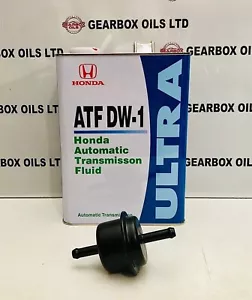 GEARBOX OILS LTD
GEARBOX OILS LTD
GEARBOX
GEARBOX OILS LTD
HONDA
ATF DW-1
Honda
Automatic
Transmisson
Fluid
ULTRA
Automatic